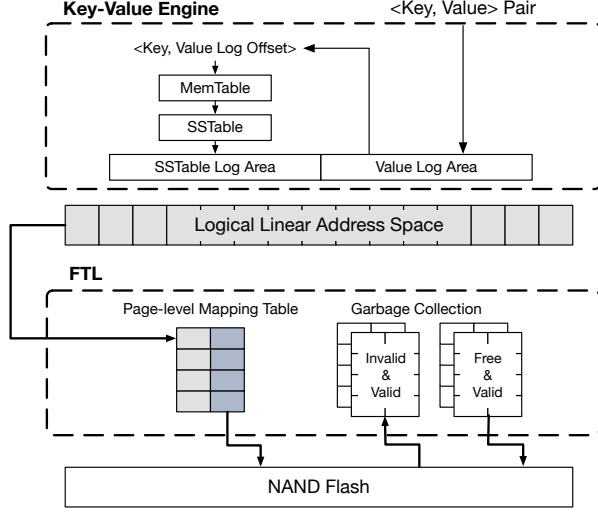 Key-Value Engine
<Key, Value> Pair
<Key, Value Log Offset>
MemTable
SSTable
SSTable Log Area
Value Log Area
Logical Linear Address Space
FTL
Page-level Mapping Table
Garbage Collection
Invalid
&
Valid
Free
&
Valid
NAND Flash